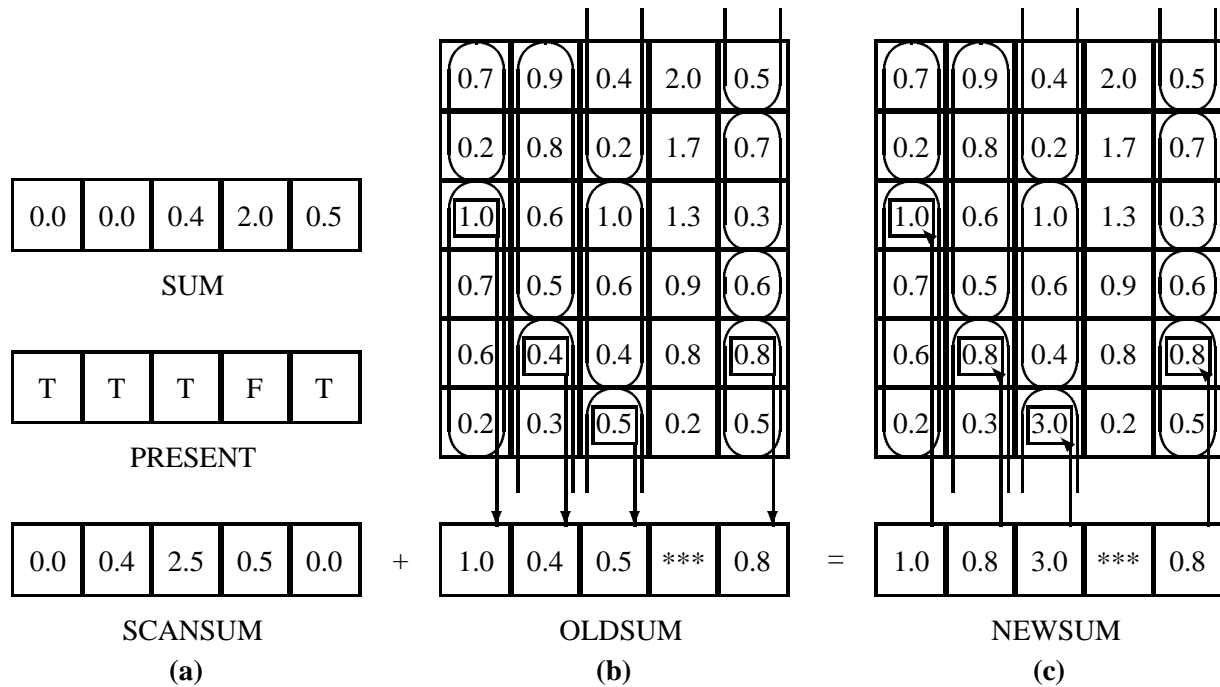 0.0 0.0 0.4 2.0 0.5
SUM
T T T F T
PRESENT
0.0 0.4 2.5 0.5 0.0
SCANSUM
(a)
+
0.7 0.9 0.4 2.0 0.5
0.2 0.8 0.2 1.7 0.7
1.0 0.6 1.0 1.3 0.3
0.7 0.5 0.6 0.9 0.6
0.6 0.4 0.4 0.8 0.8
0.2 0.3 0.5 0.2 0.5
1.0 0.4 0.5 *** 0.8
OLDSUM
(b)
=
0.7 0.9 0.4 2.0 0.5
0.2 0.8 0.2 1.7 0.7
1.0 0.6 1.0 1.3 0.3
0.7 0.5 0.6 0.9 0.6
0.6 0.8 0.4 0.8 0.8
0.2 0.3 3.0 0.2 0.5
1.0 0.8 3.0 *** 0.8
NEWSUM
(c)